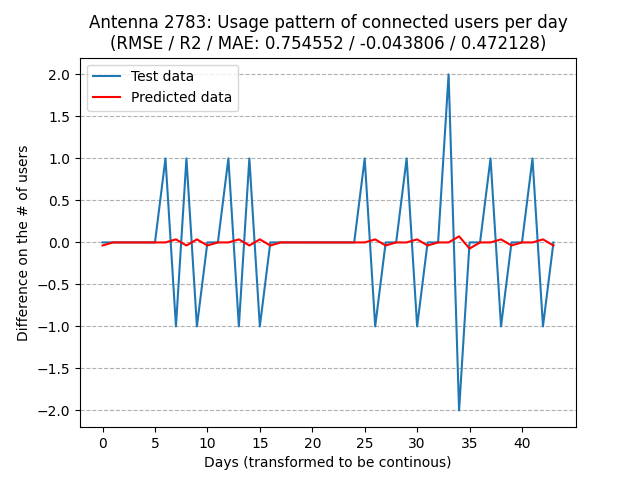 Antenna 2783: Usage pattern of connected users per day
(RMSE / R2 / MAE: 0.754552 / -0.043806 / 0.472128)
Test data
Predicted data
Difference on the # of users
2.0
1.5
1.0
0.5
0.0
−0.5
−1.0
−1.5
−2.0
0 5 10 15 20 25 30 35 40
Days (transformed to be continous)